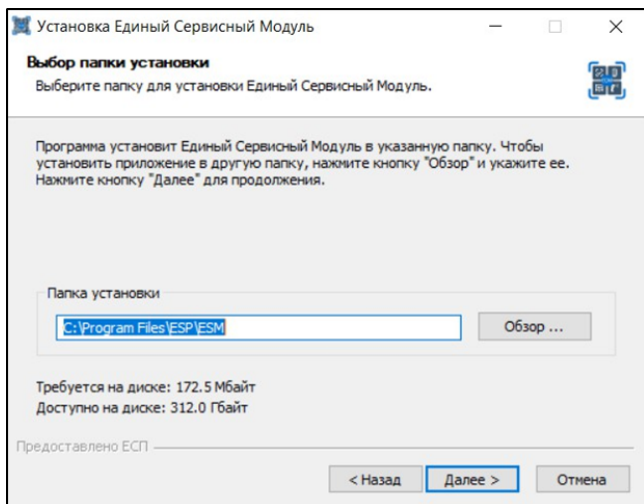 Установка Единый Сервисный Модуль
Выбор папки установки
Выберите папку для установки Единый Сервисный Модуль.
Программа установит Единый Сервисный Модуль в указанную папку. Чтобы
установить приложение в другую папку, нажмите кнопку "Обзор" и укажите ее.
Нажмите кнопку "Далее" для продолжения.
Папка установки
C:\Program Files\ESP\ESM
Обзор ...
Требуется на диске: 172.5 Мбайт
Доступно на диске: 312.0 Гбайт
Предоставлено ЕСП
< Назад
Далее >
Отмена